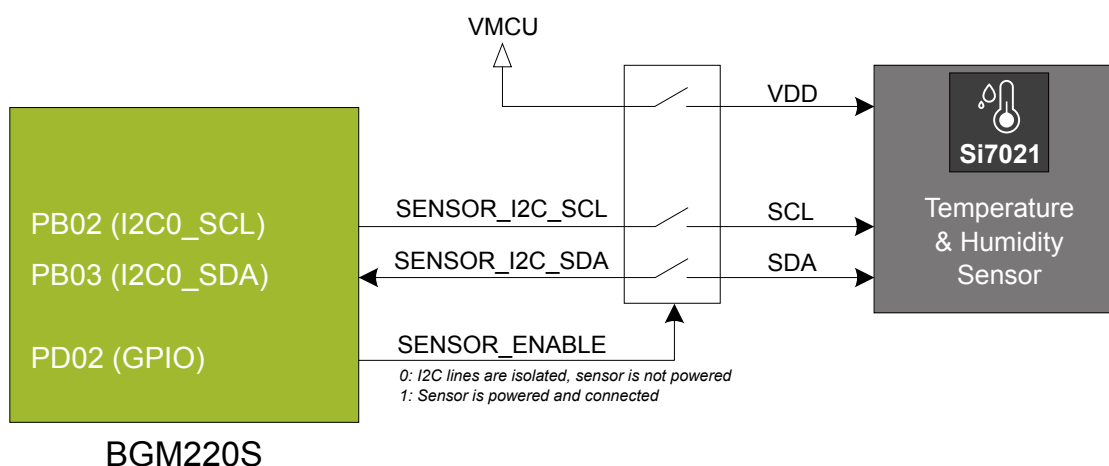 VMCU
VDD
Si7021
PB02 (I2C0_SCL)
SENSOR_I2C_SCL
SCL
Temperature
& Humidity
Sensor
PB03 (I2C0_SDA)
SENSOR_I2C_SDA
SDA
PD02 (GPIO)
SENSOR_ENABLE
0: I2C lines are isolated, sensor is not powered
1: Sensor is powered and connected
BGM220S